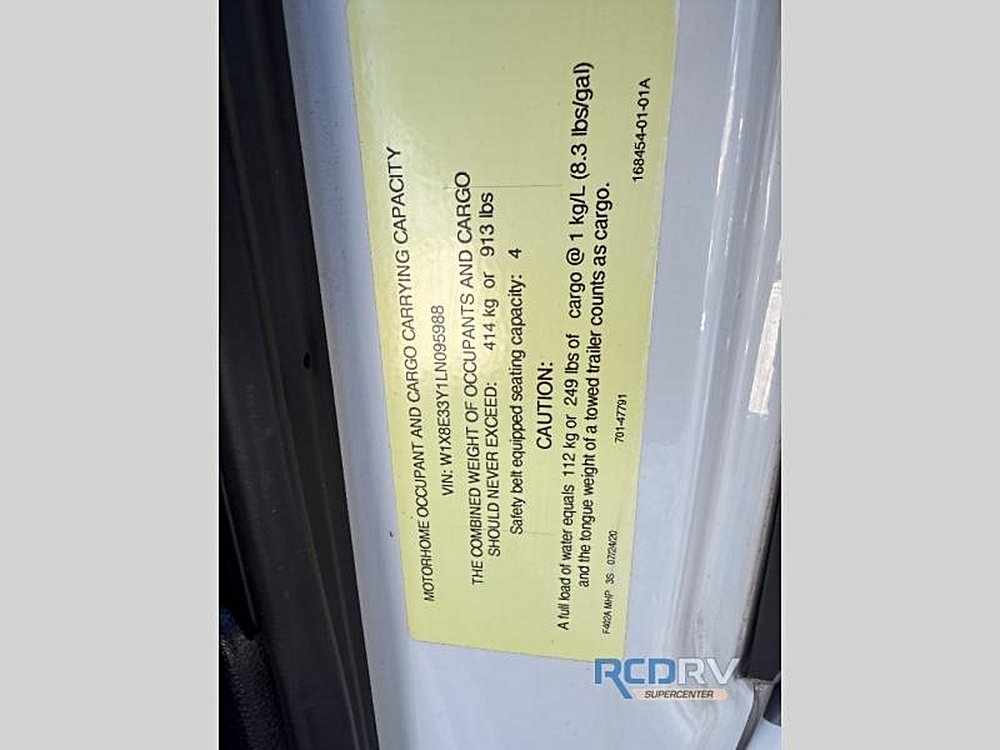 MOTORHOME OCCUPANT AND CARGO CARRYING CAPACITY
VIN: W1X8E33Y1LN095988
THE COMBINED WEIGHT OF OCCUPANTS AND CARGO
SHOULD NEVER EXCEED: 414 kg or 913 lbs
Safety belt equipped seating capacity: 4
CAUTION:
A full load of water equals 112 kg or 249 lbs of cargo @ 1 kg/L (8.3 lbs/gal)
and the tongue weight of a towed trailer counts as cargo.
F402A MHP 3S 07/24/20 701-47791 168454-01-01A
RCDRV
SUPERCENTER